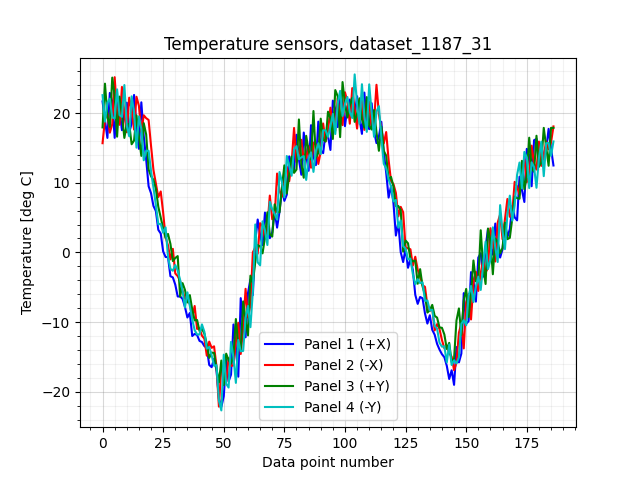 Temperature sensors, dataset_1187_31
Temperature [deg C]
20
10
0
−10
−20
0
25
50
75
100
125
150
175
Data point number
Panel 1 (+X)
Panel 2 (-X)
Panel 3 (+Y)
Panel 4 (-Y)